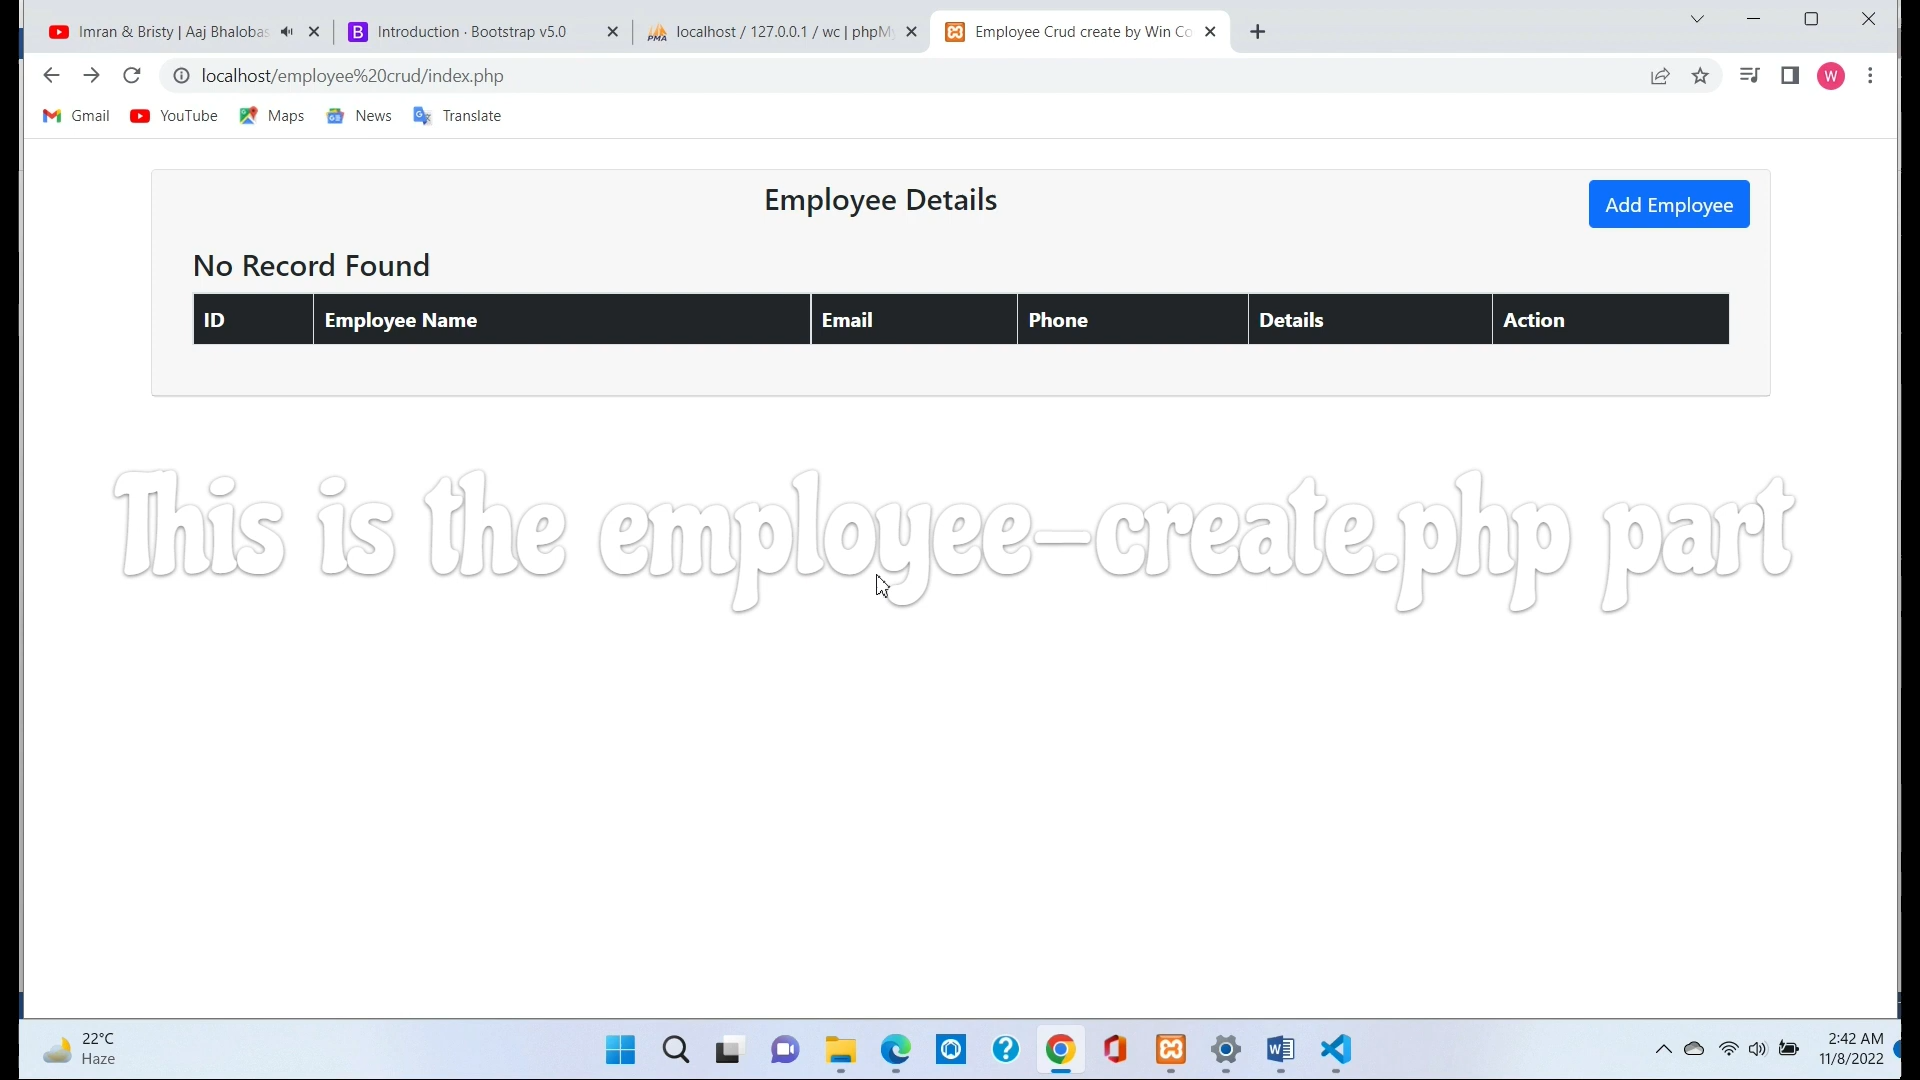 Imran & Bristy | Aaj Bhalobas
Introduction · Bootstrap v5.0
localhost / 127.0.0.1 / wc | phpM
Employee Crud create by Win Co
localhost/employee%20crud/index.php
W
Gmail
YouTube
Maps
News
Translate
Employee Details
Add Employee
No Record Found
ID Employee Name Email Phone Details Action
This is the employee-create.php part
22°C
Haze
2:42 AM
11/8/2022